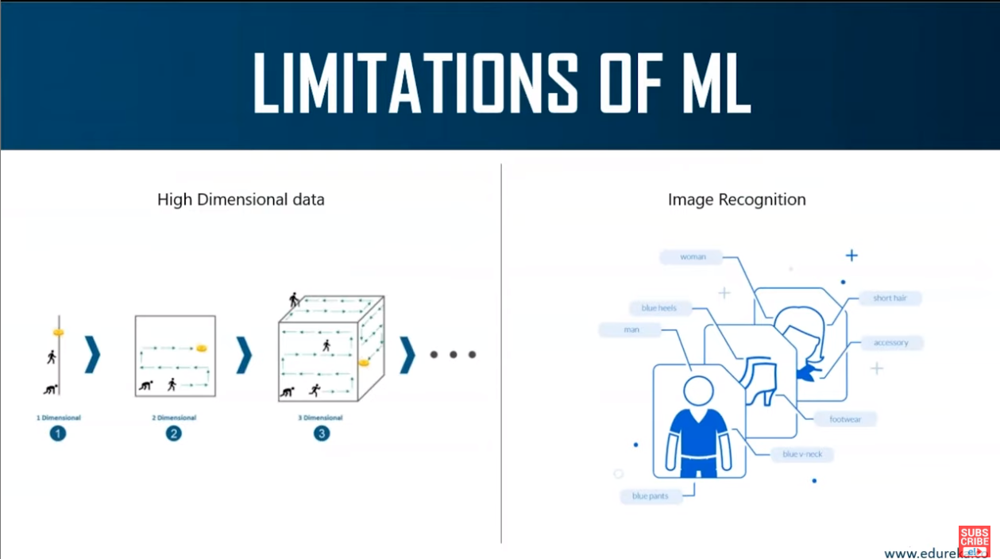 LIMITATIONS OF ML
High Dimensional data
1 Dimensional
1
2 Dimensional
2
3 Dimensional
3
Image Recognition
woman
short hair
blue heels
man
accessory
footwear
blue v-neck
blue pants
SUBS
CRIBE
www.edureka.co